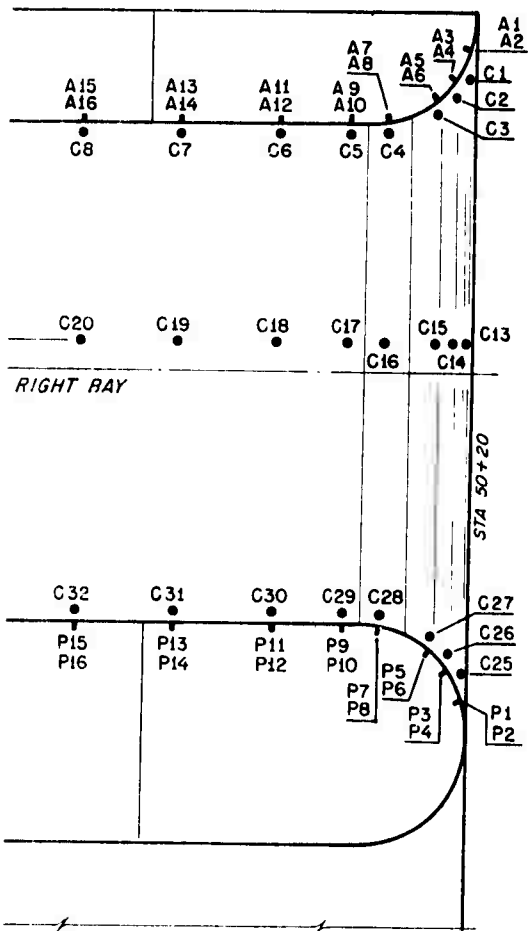 A1
A2
A3
A4
A5
A6
A7
A8
A9
A10
A11
A12
A13
A14
A15
A16
C1
C2
C3
C4
C5
C6
C7
C8
C20
C19
C18
C17
C16
C15
C14
C13
RIGHT BAY
STA 50+20
C32
C31
C30
C29
C28
C27
C26
C25
P15
P16
P13
P14
P11
P12
P9
P10
P7
P8
P5
P6
P3
P4
P1
P2